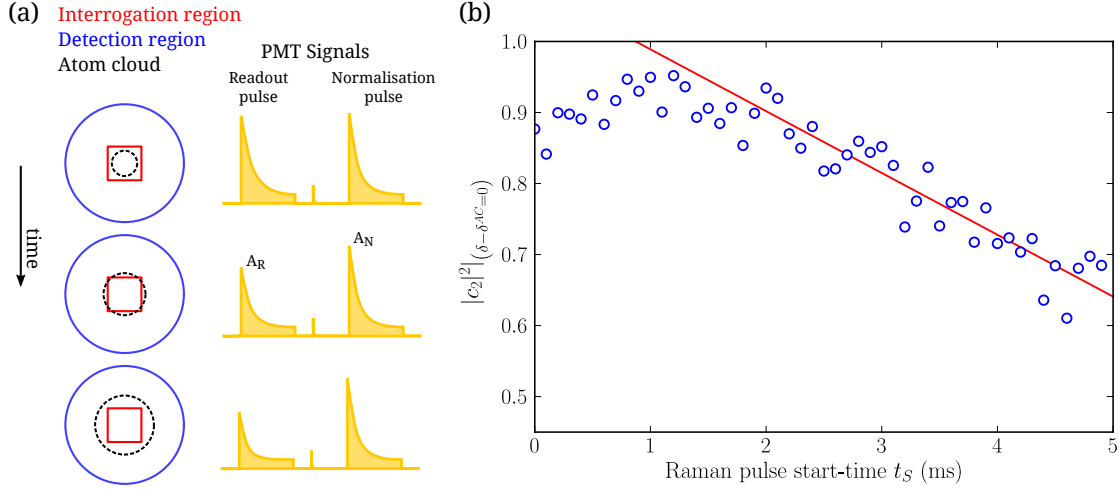 (a)
Interrogation region
Detection region
Atom cloud
PMT Signals
Readout pulse
Normalisation pulse
time
A_R
A_N
(b)
|c_2|^2|_(δ−δ^{AC}=0)
1.0
0.9
0.8
0.7
0.6
0.5
0
1
2
3
4
5
Raman pulse start-time t_S (ms)